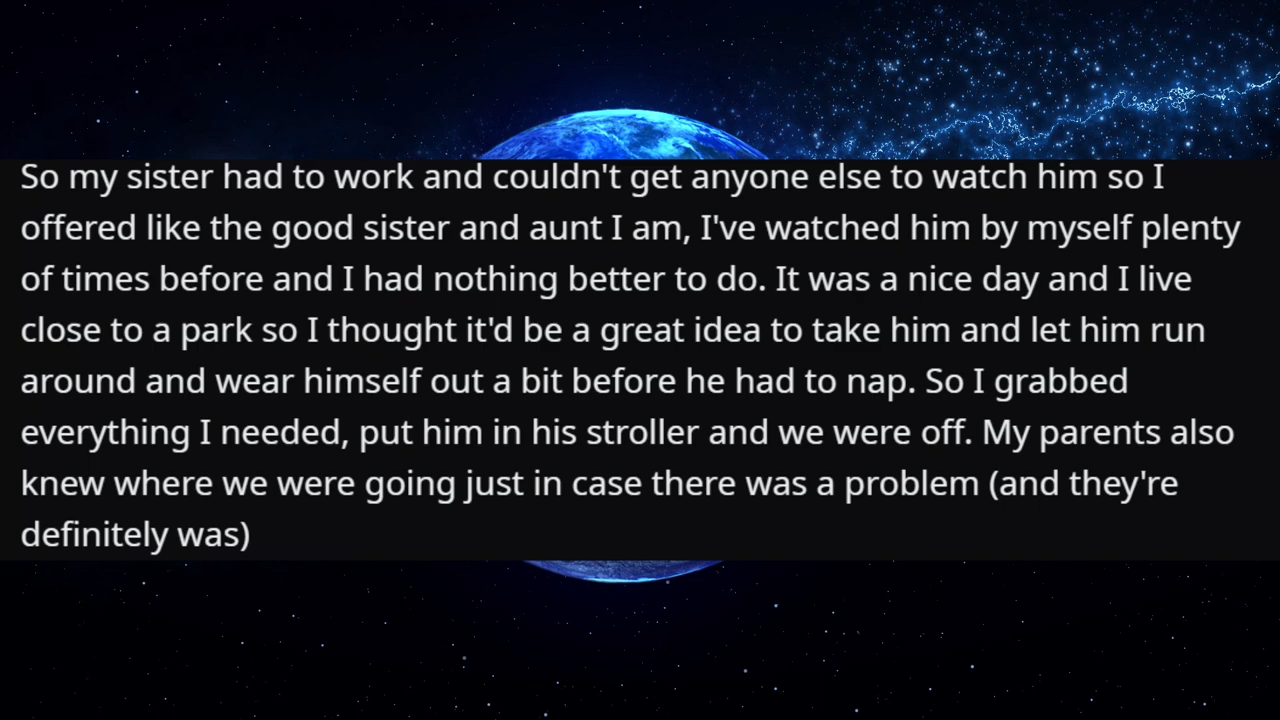 So my sister had to work and couldn't get anyone else to watch him so I
offered like the good sister and aunt I am, I've watched him by myself plenty
of times before and I had nothing better to do. It was a nice day and I live
close to a park so I thought it'd be a great idea to take him and let him run
around and wear himself out a bit before he had to nap. So I grabbed
everything I needed, put him in his stroller and we were off. My parents also
knew where we were going just in case there was a problem (and they're
definitely was)